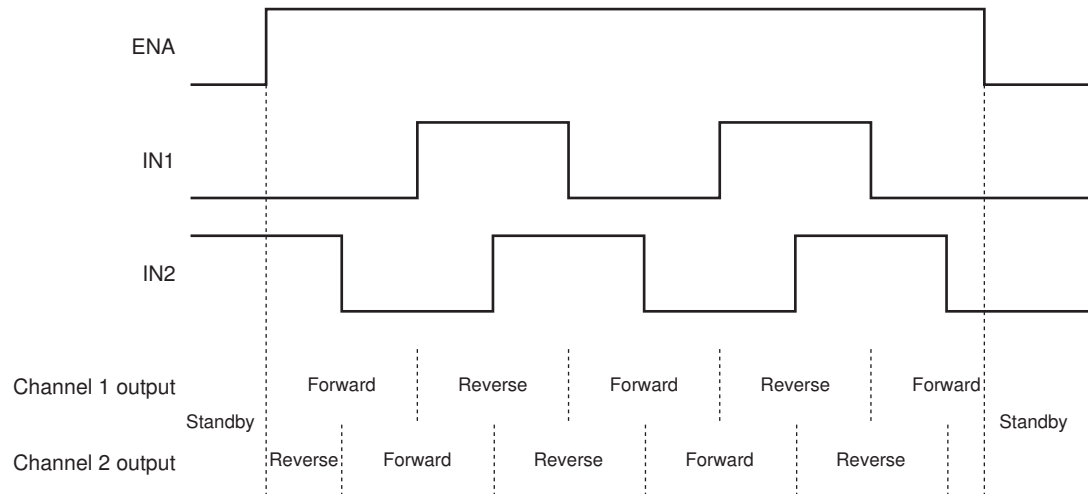 ENA
IN1
IN2
Channel 1 output
Forward
Reverse
Forward
Reverse
Forward
Standby
Standby
Channel 2 output
Reverse
Forward
Reverse
Forward
Reverse